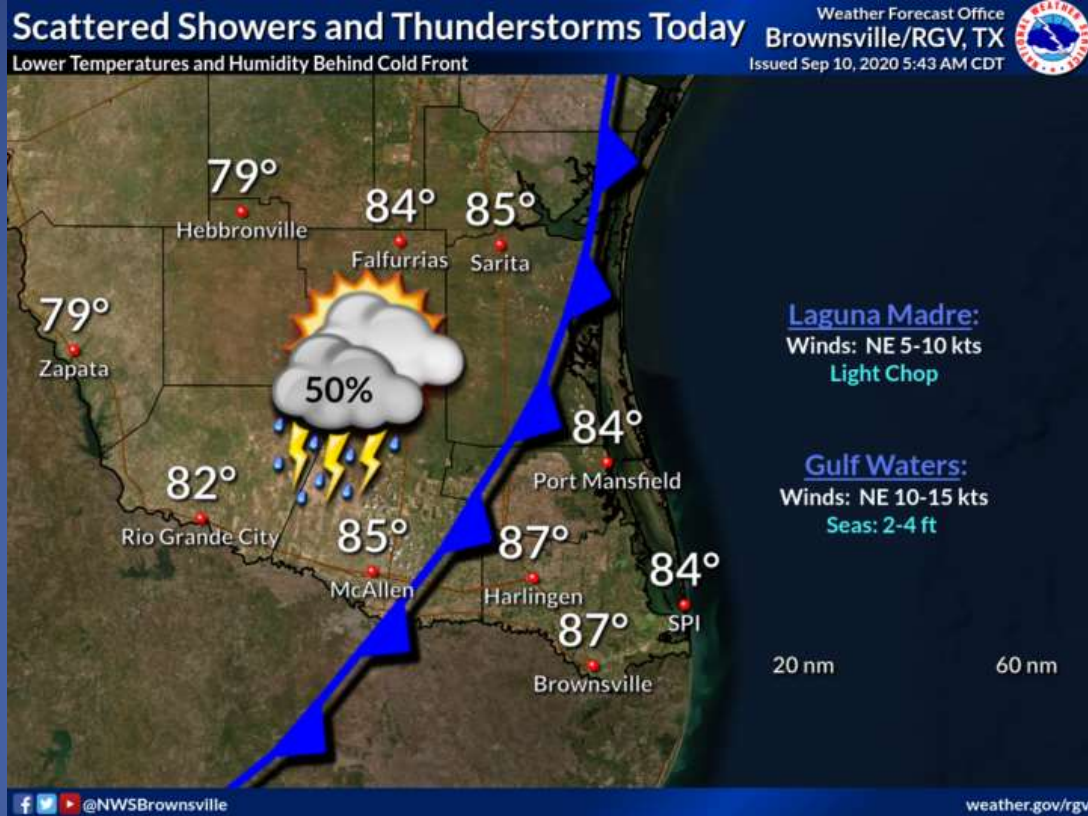 Scattered Showers and Thunderstorms Today
Lower Temperatures and Humidity Behind Cold Front
Weather Forecast Office
Brownsville/RGV, TX
Issued Sep 10, 2020 5:43 AM CDT
NATIONAL WEATHER SERVICE
79°
Hebbronville
84°
Falfurrias
85°
Sarita
79°
Zapata
50%
Laguna Madre:
Winds: NE 5-10 kts
Light Chop
84°
Port Mansfield
Gulf Waters:
Winds: NE 10-15 kts
Seas: 2-4 ft
82°
Rio Grande City
85°
McAllen
87°
Harlingen
84°
SPI
87°
Brownsville
20 nm
60 nm
@NWSBrownsville
weather.gov/rgv